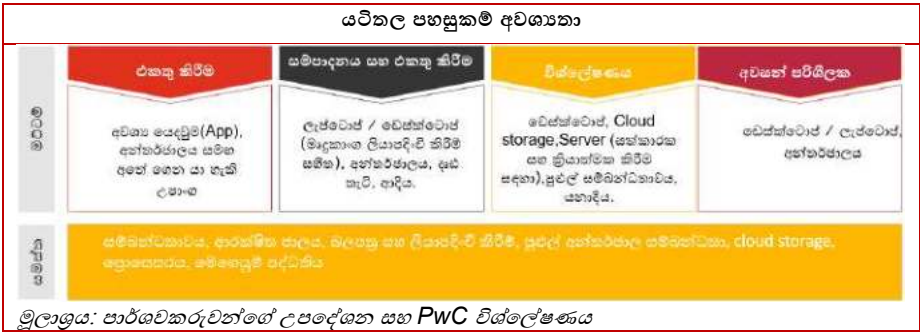 යටිතල පහසුකම් අවශ්‍යතා
එකතු කිරීම
සම්පාදනය සහ එකතු කිරීම
විශ්ලේෂණය
අවසන් පරිශීලක
අවශ්‍ය යෙදවුම්(App),
අන්තර්ජාලය සමඟ
අතේ ගෙන යා හැකි
උපාංග
ලැප්ටොප් / ඩෙස්ක්ටොප්
(මෘදුකාංග ලියාපදිංචි කිරීම්
සහිත), අන්තර්ජාලය, දෘඪ
තැටි, ආදිය.
ඩෙස්ක්ටොප්, Cloud
storage,Server (සත්කාරක
සහ ක්‍රියාත්මක කිරීම්
සඳහා),පුළුල් සම්බන්ධතාවය,
යනාදිය.
ඩෙස්ක්ටොප් / ලැප්ටොප්,
අන්තර්ජාලය
සම්බන්ධතාවය, ආරක්ෂිත ජාලය, බලපත්‍ර සහ ලියාපදිංචි කිරීම්, පුළුල් අන්තර්ජාල සම්බන්ධතා, cloud storage,
ප්‍රොසෙසරය, මෙහෙයුම් පද්ධතිය
මූලාශ්‍රය: පාර්ශවකරුවන්ගේ උපදේශන සහ PwC විශ්ලේෂණය